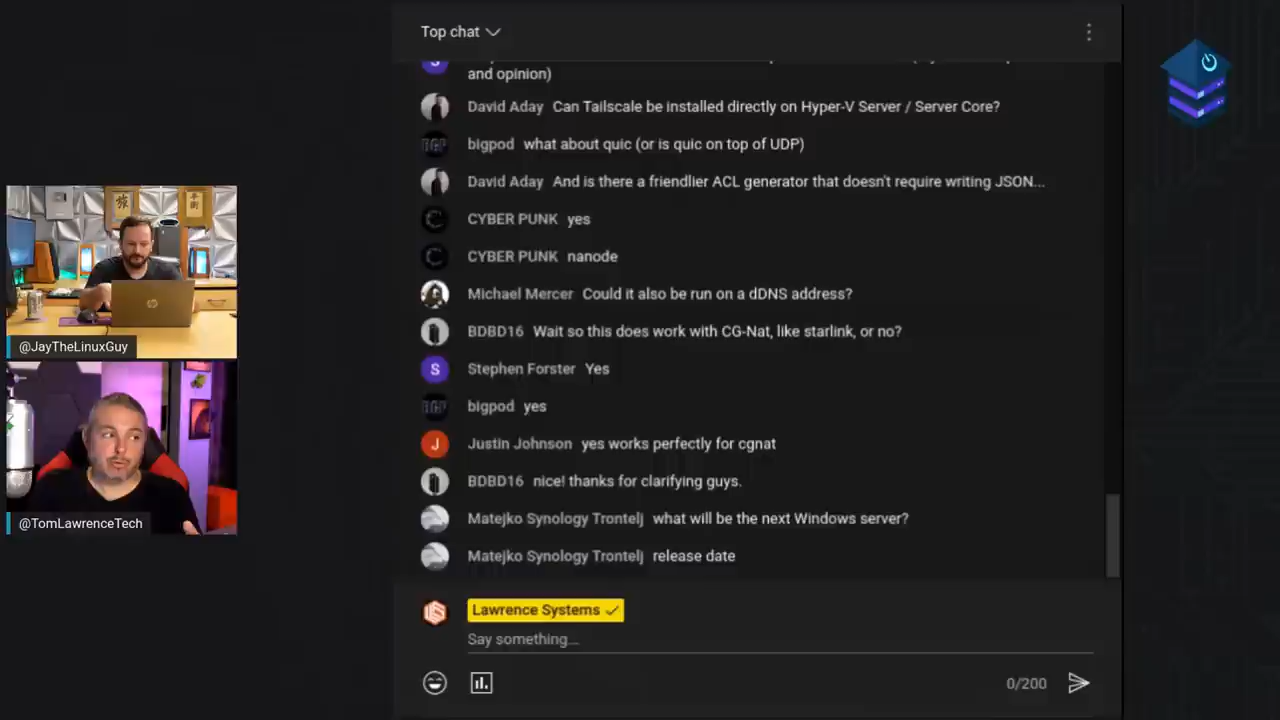 Top chat
and opinion)
David Aday Can Tailscale be installed directly on Hyper-V Server / Server Core?
bigpod what about quic (or is quic on top of UDP)
David Aday And is there a friendlier ACL generator that doesn't require writing JSON...
CYBER PUNK yes
CYBER PUNK nanode
Michael Mercer Could it also be run on a dDNS address?
BDBD16 Wait so this does work with CG-Nat, like starlink, or no?
Stephen Forster Yes
bigpod yes
Justin Johnson yes works perfectly for cgnat
BDBD16 nice! thanks for clarifying guys.
Matejko Synology Trontelj what will be the next Windows server?
Matejko Synology Trontelj release date
Lawrence Systems
Say something...
0/200
@JayTheLinuxGuy
@TomLawrenceTech